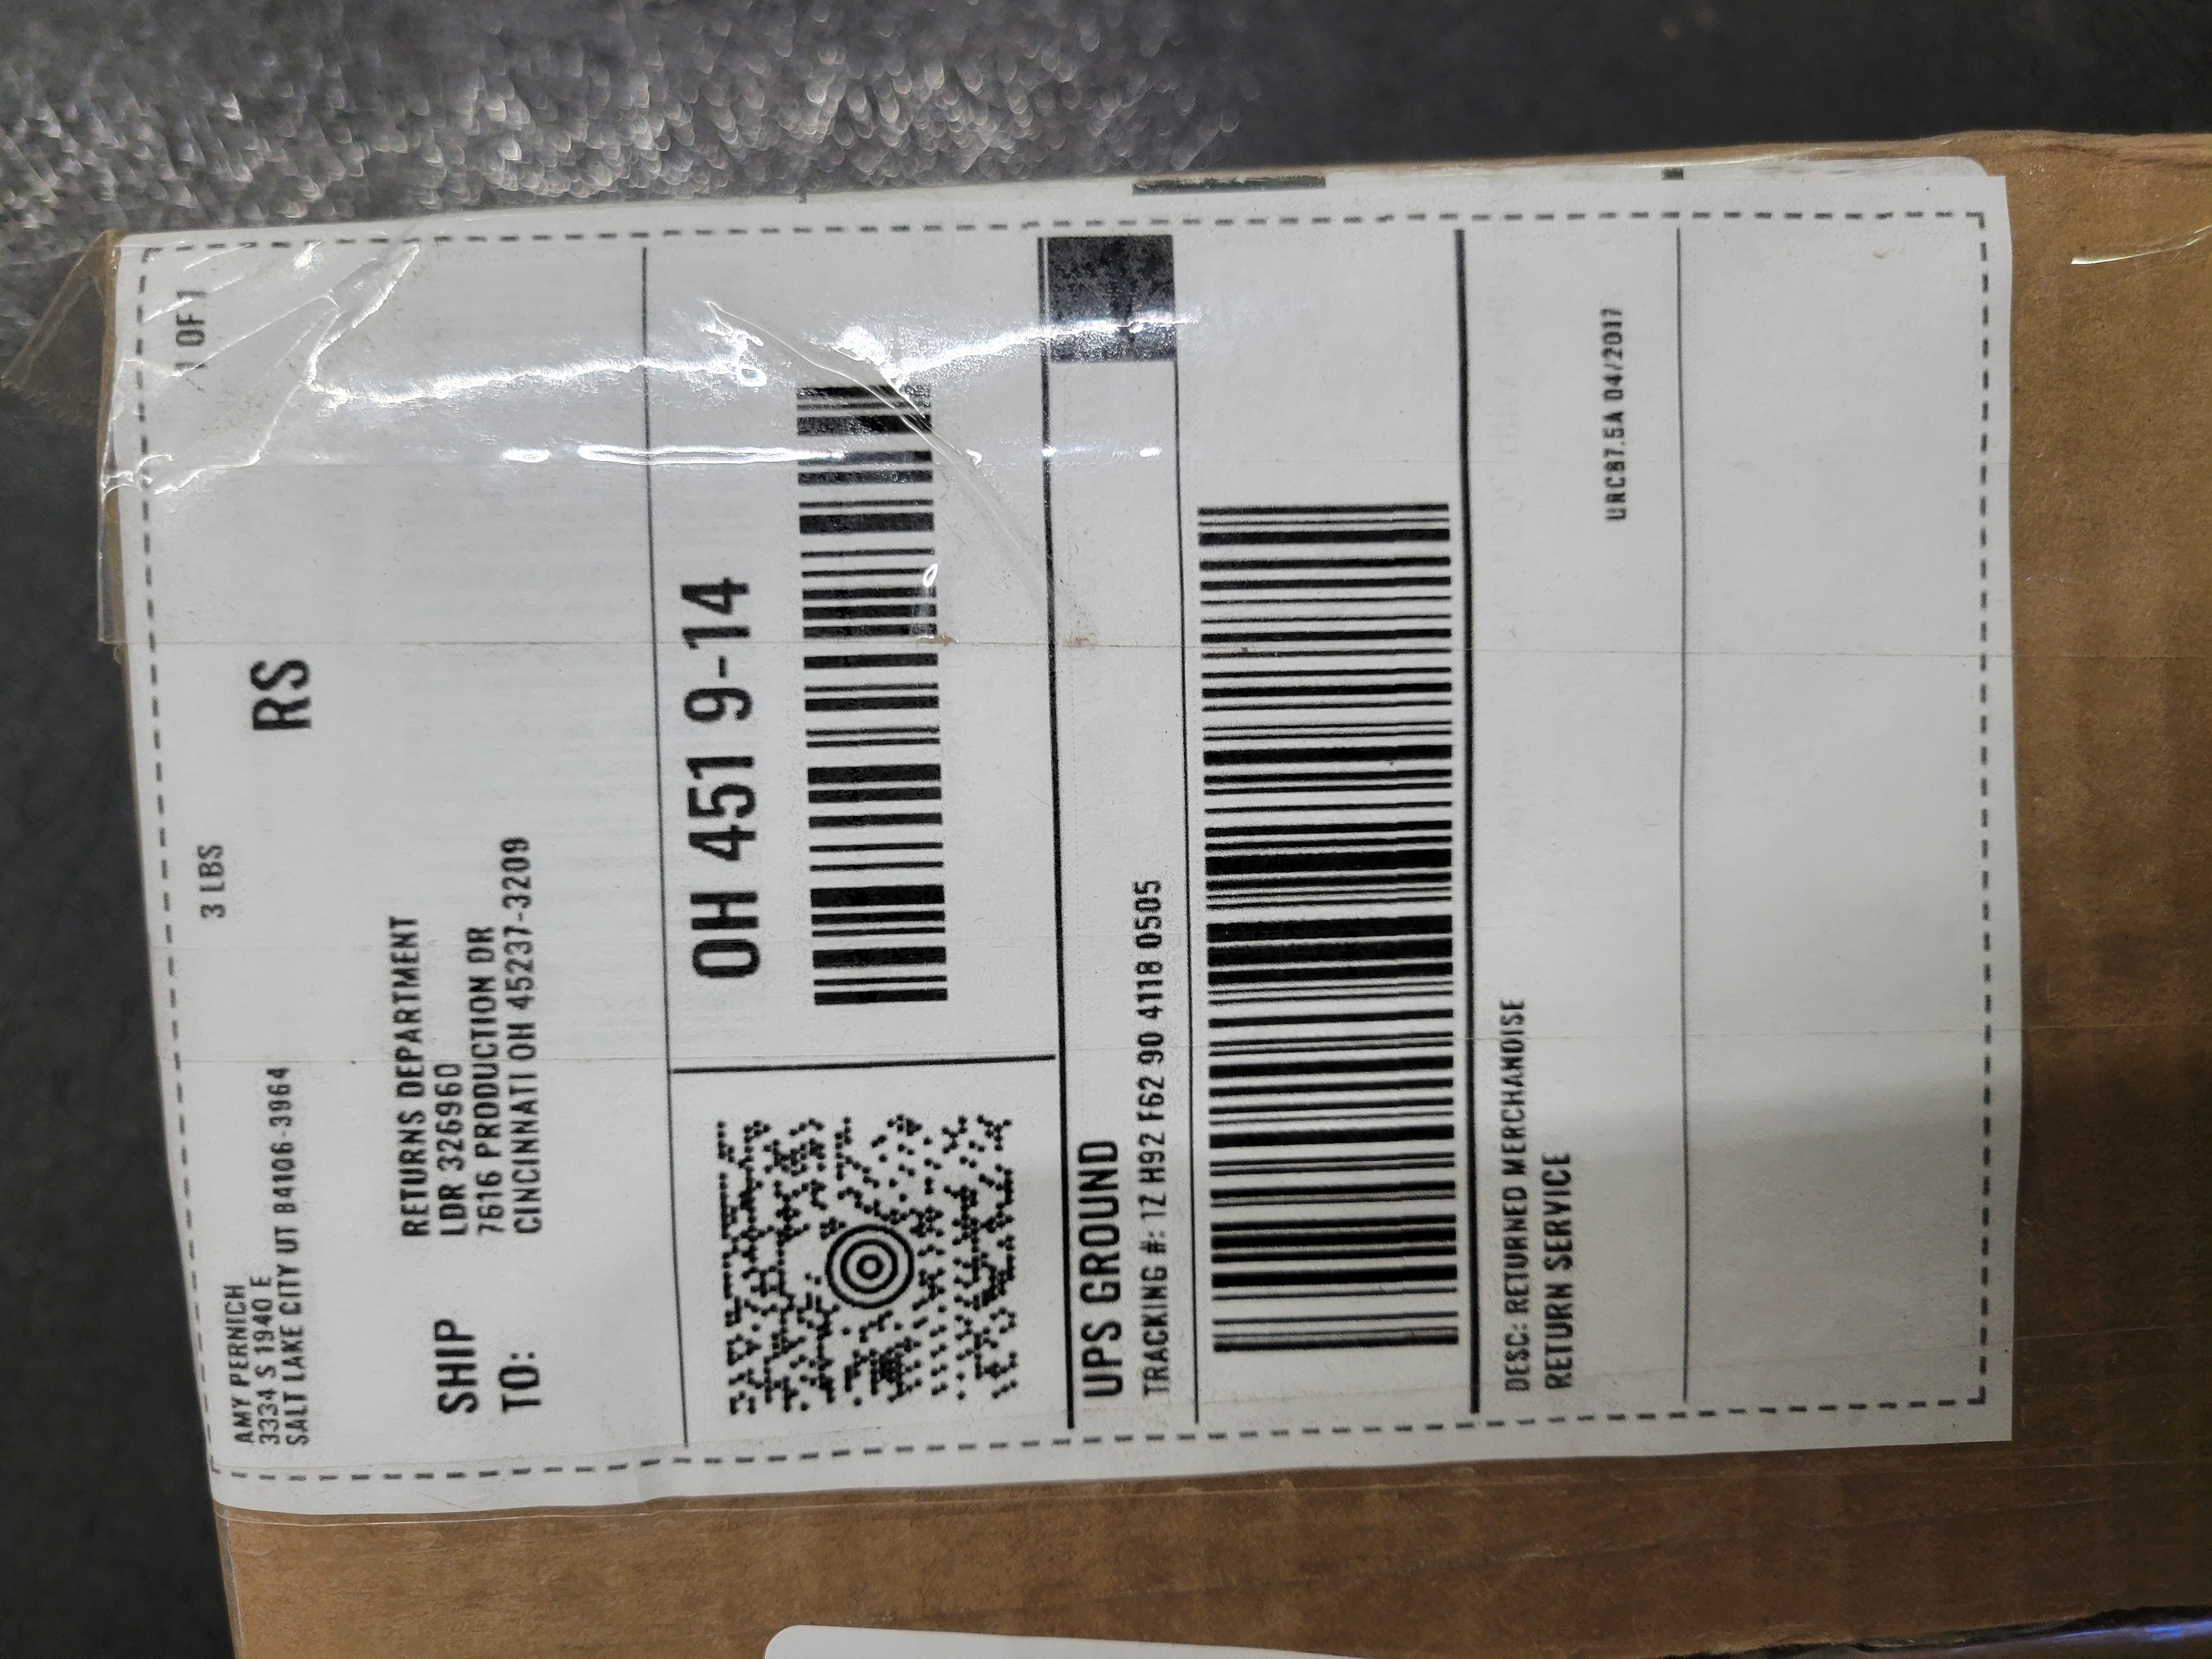 AMY PERNICH
3334 S 1940 E
SALT LAKE CITY UT 84106-3964
3 LBS
1 OF 1
RS
SHIP
TO:
RETURNS DEPARTMENT
LDR 326960
7616 PRODUCTION DR
CINCINNATI OH 45237-3209
OH 451 9-14
UPS GROUND
TRACKING #: 1Z H92 F62 90 4118 0505
DESC: RETURNED MERCHANDISE
RETURN SERVICE
URCB7.5A 04/2017